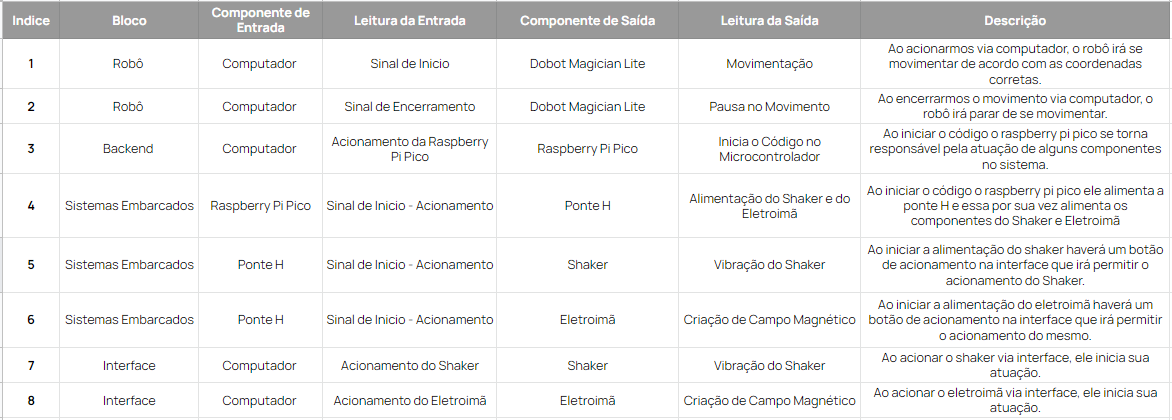 Indice Bloco Componente de Entrada Leitura da Entrada Componente de Saída Leitura da Saída Descrição
1 Robô Computador Sinal de Inicio Dobot Magician Lite Movimentação Ao acionarmos via computador, o robô irá se movimentar de acordo com as coordenadas corretas.
2 Robô Computador Sinal de Encerramento Dobot Magician Lite Pausa no Movimento Ao encerrarmos o movimento via computador, o robô irá parar de se movimentar.
3 Backend Computador Acionamento da Raspberry Pi Pico Raspberry Pi Pico Inicia o Código no Microcontrolador Ao iniciar o código o raspberry pi pico se torna responsável pela atuação de alguns componentes no sistema.
4 Sistemas Embarcados Raspberry Pi Pico Sinal de Inicio - Acionamento Ponte H Alimentação do Shaker e do Eletroimã Ao iniciar o código o raspberry pi pico ele alimenta a ponte H e essa por sua vez alimenta os componentes do Shaker e Eletroimã
5 Sistemas Embarcados Ponte H Sinal de Inicio - Acionamento Shaker Vibração do Shaker Ao iniciar a alimentação do shaker haverá um botão de acionamento na interface que irá permitir o acionamento do Shaker.
6 Sistemas Embarcados Ponte H Sinal de Inicio - Acionamento Eletroimã Criação de Campo Magnético Ao iniciar a alimentação do eletroimã haverá um botão de acionamento na interface que irá permitir o acionamento do mesmo.
7 Interface Computador Acionamento do Shaker Shaker Vibração do Shaker Ao acionar o shaker via interface, ele inicia sua atuação.
8 Interface Computador Acionamento do Eletroimã Eletroimã Criação de Campo Magnético Ao acionar o eletroimã via interface, ele inicia sua atuação.